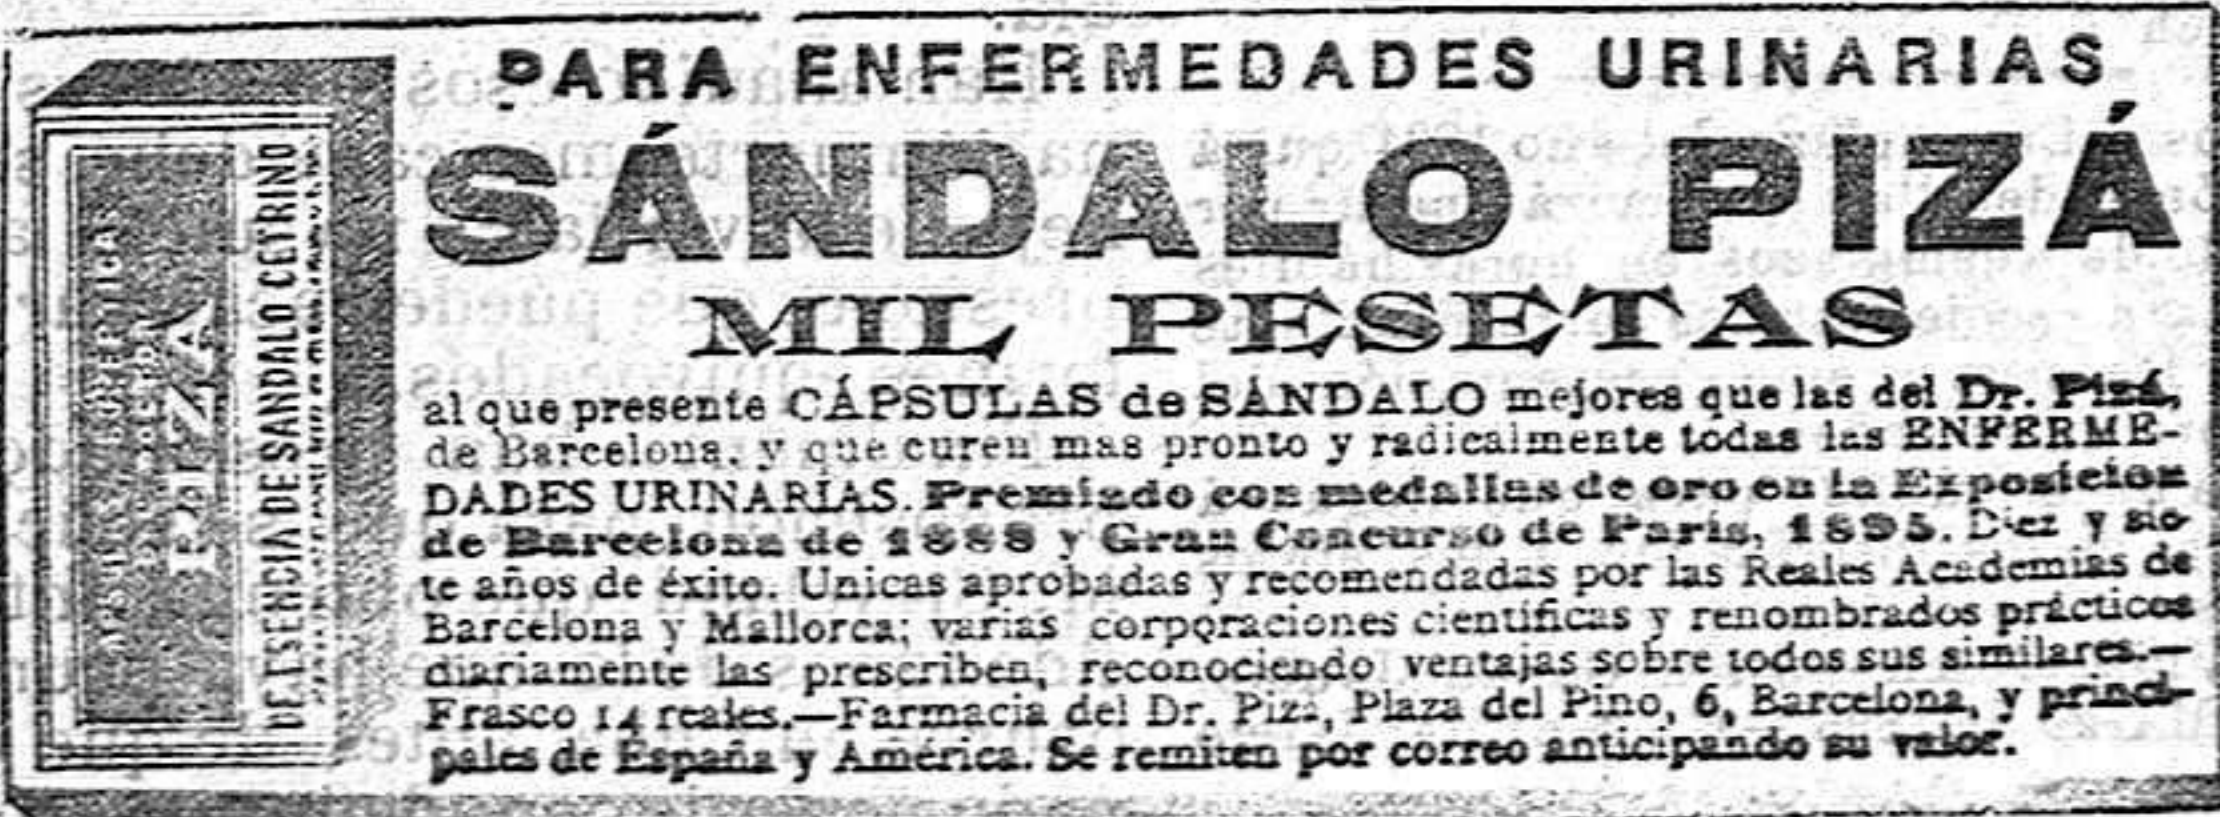 PARA ENFERMEDADES URINARIAS
SÁNDALO PIZÁ
MIL PESETAS
al que presente CÁPSULAS de SÁNDALO mejores que las del Dr. Pizá,
de Barcelona, y que curen mas pronto y radicalmente todas las ENFERME-
DADES URINARIAS. Premiado con medallas de oro en la Exposicion
de Barcelona de 1888 y Gran Concurso de París, 1895. Diez y sie-
te años de éxito. Unicas aprobadas y recomendadas por las Reales Academias de
Barcelona y Mallorca; varias corporaciones científicas y renombrados prácticos
diariamente las prescriben, reconociendo ventajas sobre todos sus similares.—
Frasco 14 reales.—Farmacia del Dr. Pizá, Plaza del Pino, 6, Barcelona, y princi-
pales de España y América. Se remiten por correo anticipando su valor.
PIZA
DE ESENCIA DE SANDALO CETRINO